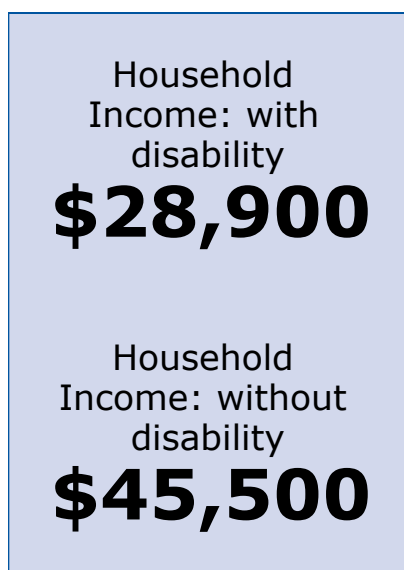 Household
Income: with
disability
$28,900
Household
Income: without
disability
$45,500